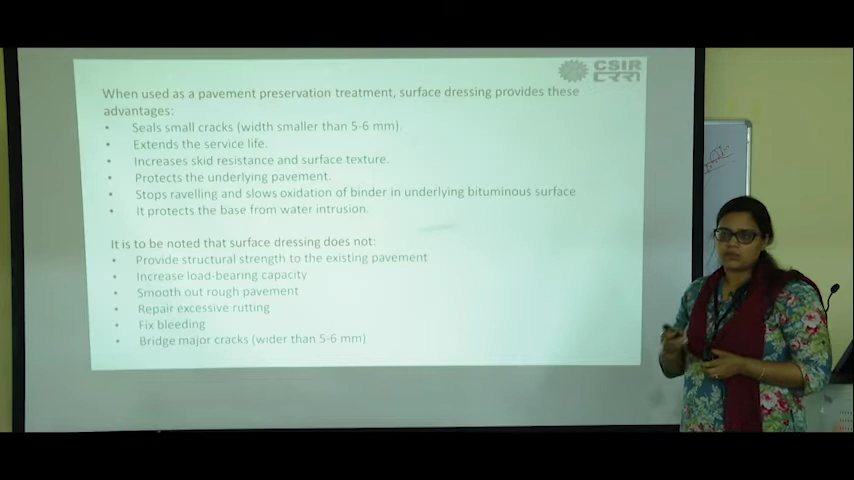 CSIR
When used as a pavement preservation treatment, surface dressing provides these
advantages:
• Seals small cracks (width smaller than 5-6 mm).
• Extends the service life.
• Increases skid resistance and surface texture.
• Protects the underlying pavement.
• Stops ravelling and slows oxidation of binder in underlying bituminous surface
• It protects the base from water intrusion.
It is to be noted that surface dressing does not:
• Provide structural strength to the existing pavement
• Increase load-bearing capacity
• Smooth out rough pavement
• Repair excessive rutting
• Fix bleeding
• Bridge major cracks (wider than 5-6 mm)